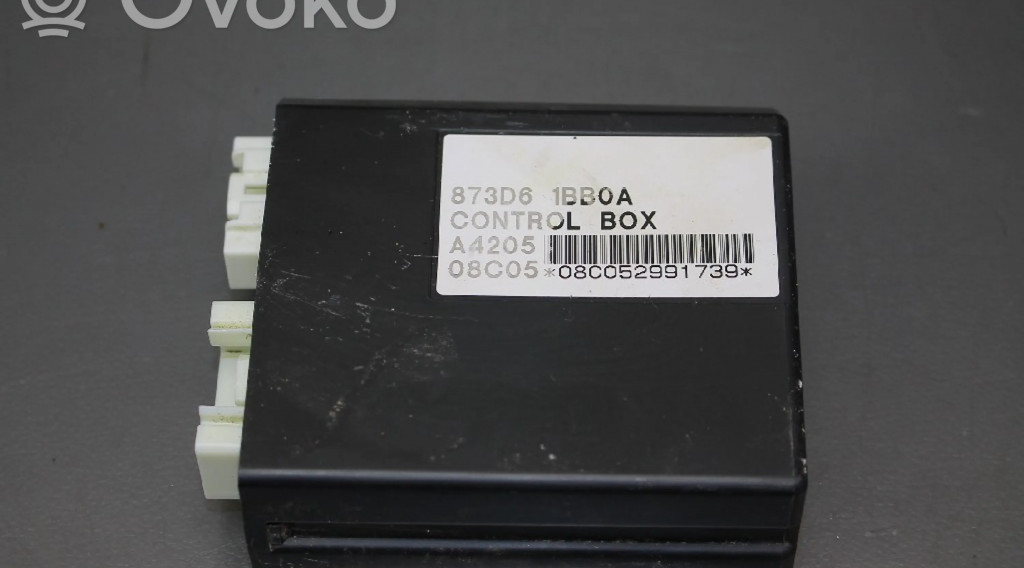 OVOKO
873D6 1BB0A
CONTROL BOX
A4205
08C05 *08C052991739*